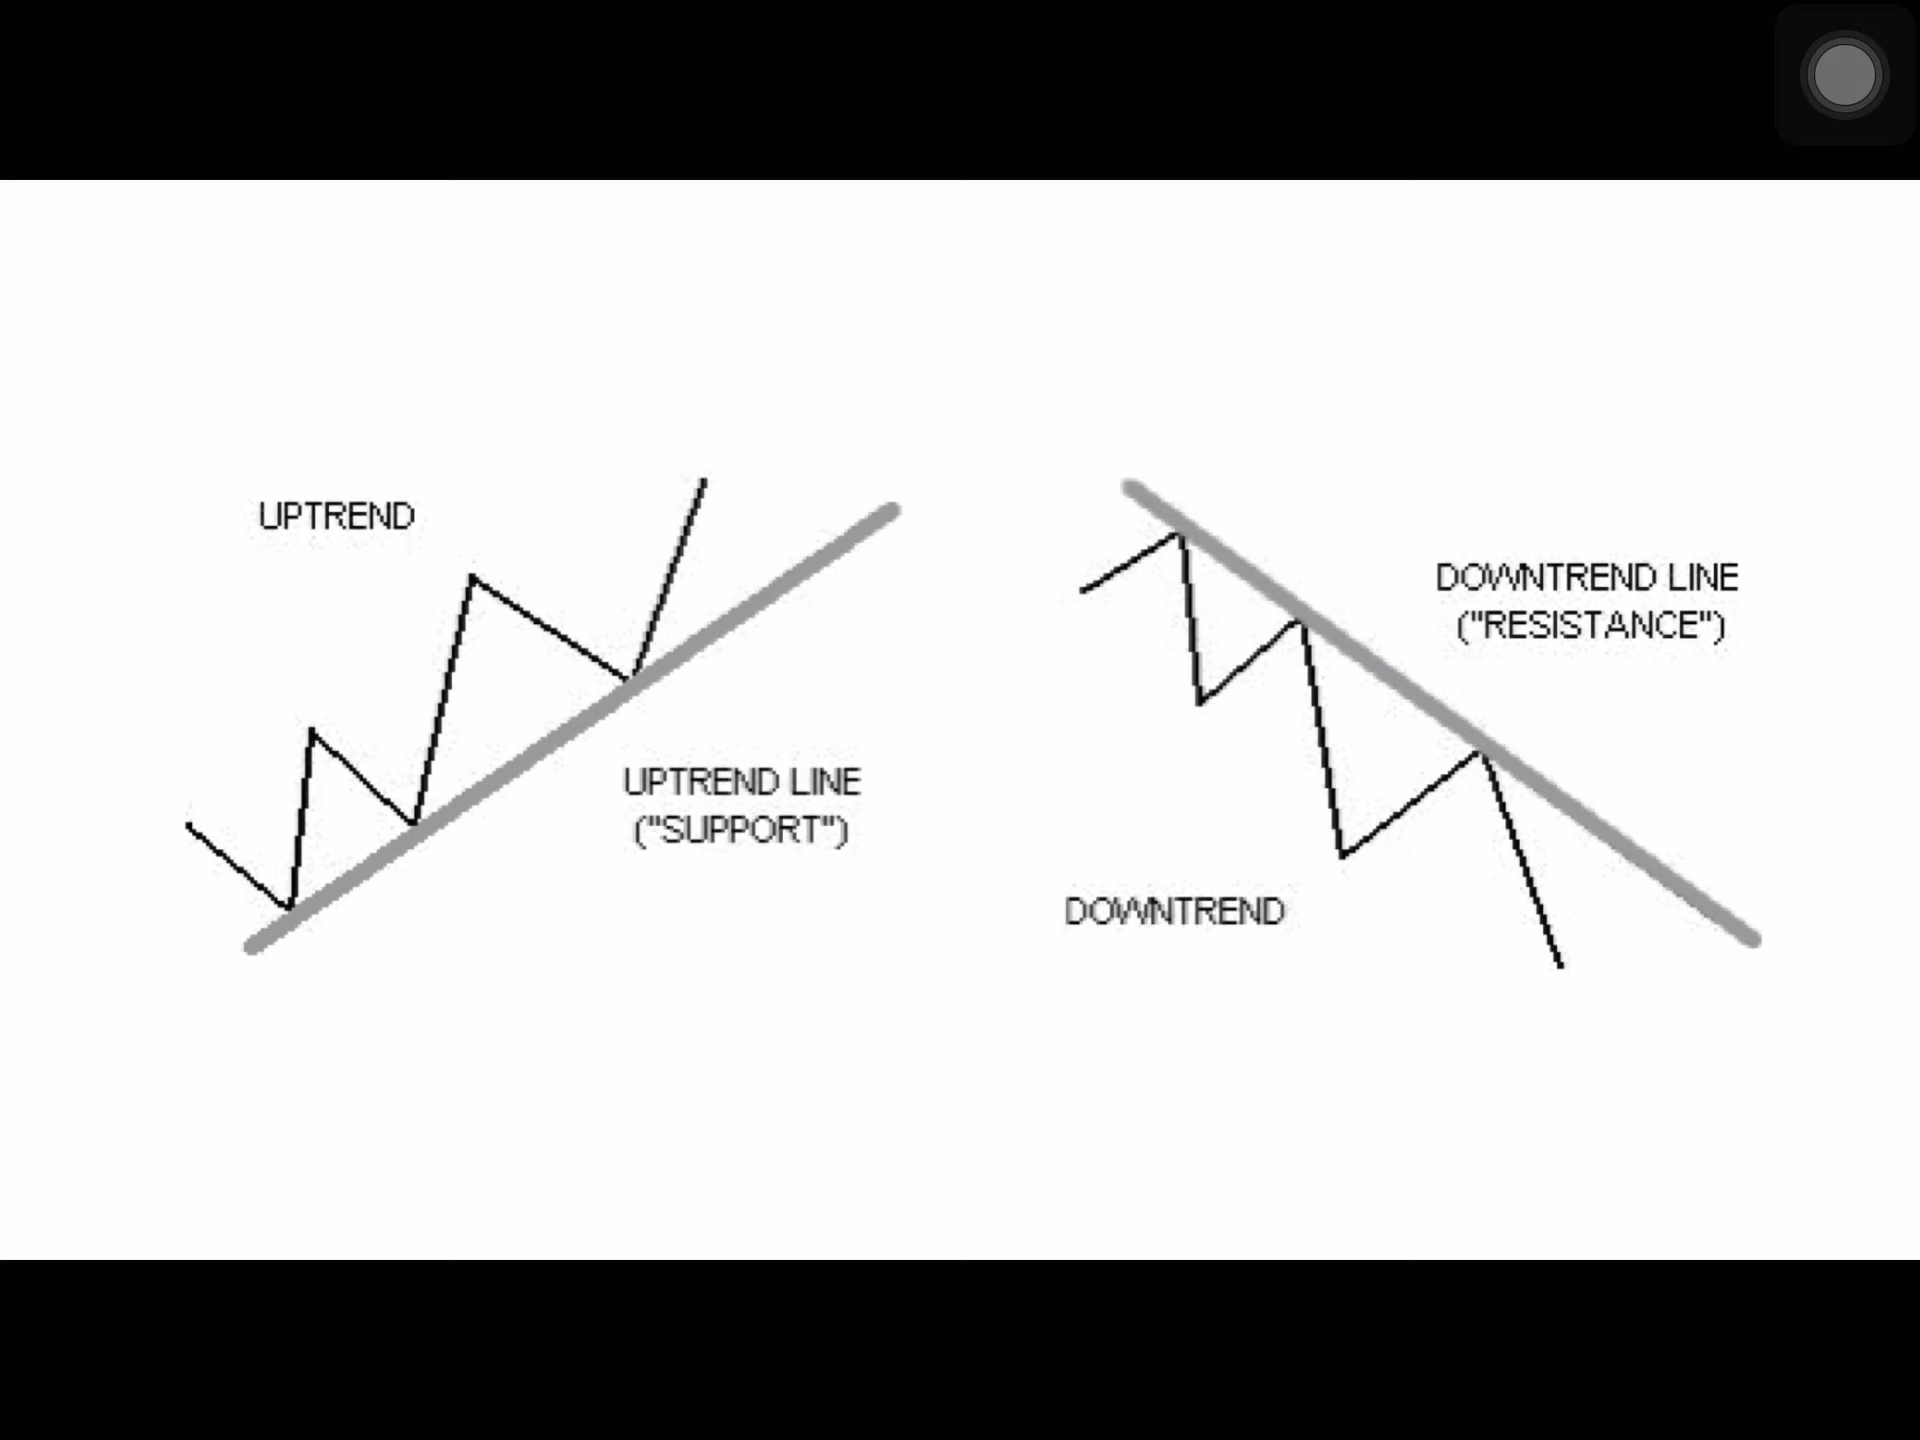 UPTREND
UPTREND LINE
("SUPPORT")
DOWNTREND LINE
("RESISTANCE")
DOWNTREND